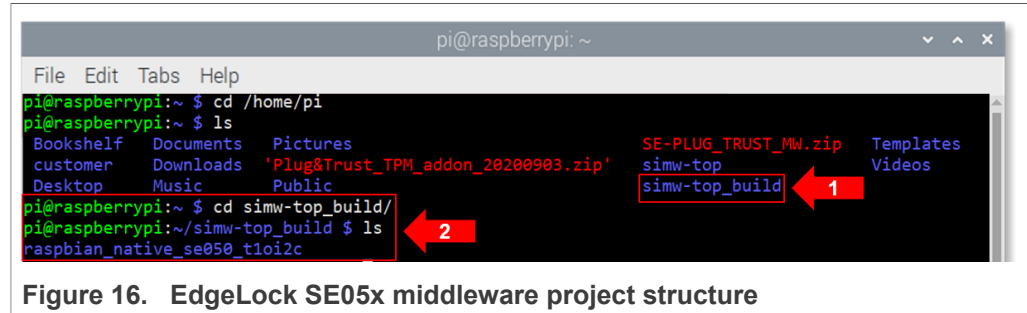 pi@raspberrypi: ~
File Edit Tabs Help
pi@raspberrypi:~ $ cd /home/pi
pi@raspberrypi:~ $ ls
Bookshelf Documents Pictures SE-PLUG_TRUST_MW.zip Templates
customer Downloads 'Plug&Trust_TPM_addon_20200903.zip' simw-top Videos
Desktop Music Public simw-top_build 1
pi@raspberrypi:~ $ cd simw-top_build/
pi@raspberrypi:~/simw-top_build $ ls 2
raspbian_native_se050_t1oi2c
Figure 16. EdgeLock SE05x middleware project structure